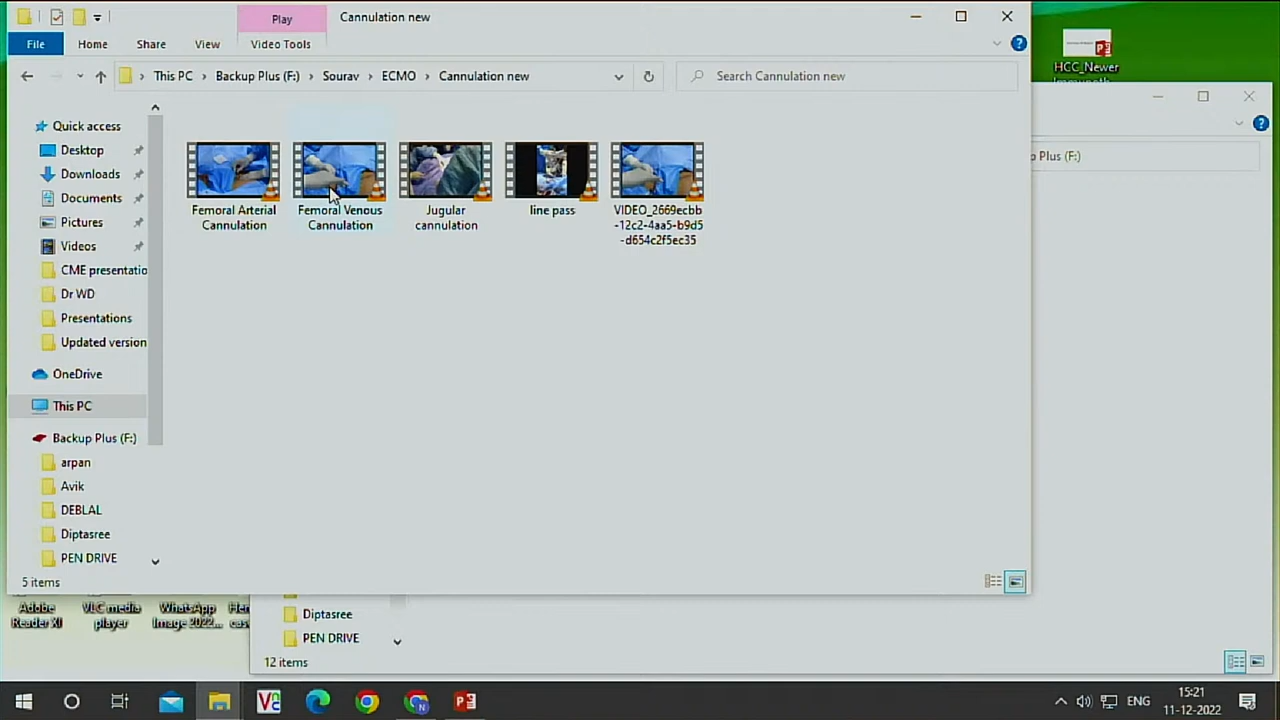 Play
Cannulation new
File
Home
Share
View
Video Tools
This PC
Backup Plus (F:)
Sourav
ECMO
Cannulation new
Search Cannulation new
HCC_Newer
Plus (F:)
Quick access
Desktop
Downloads
Documents
Pictures
Videos
CME presentatio
Dr WD
Presentations
Updated version
OneDrive
This PC
Backup Plus (F:)
arpan
Avik
DEBLAL
Diptasree
PEN DRIVE
Femoral Arterial
Cannulation
Femoral Venous
Cannulation
Jugular
cannulation
line pass
VIDEO_2669ecbb
-12c2-4aa5-b9d5
-d654c2f5ec35
5 items
Adobe
Reader XI
VLC media
player
WhatsApp
Image 2022...
Diptasree
PEN DRIVE
12 items
ENG
15:21
11-12-2022